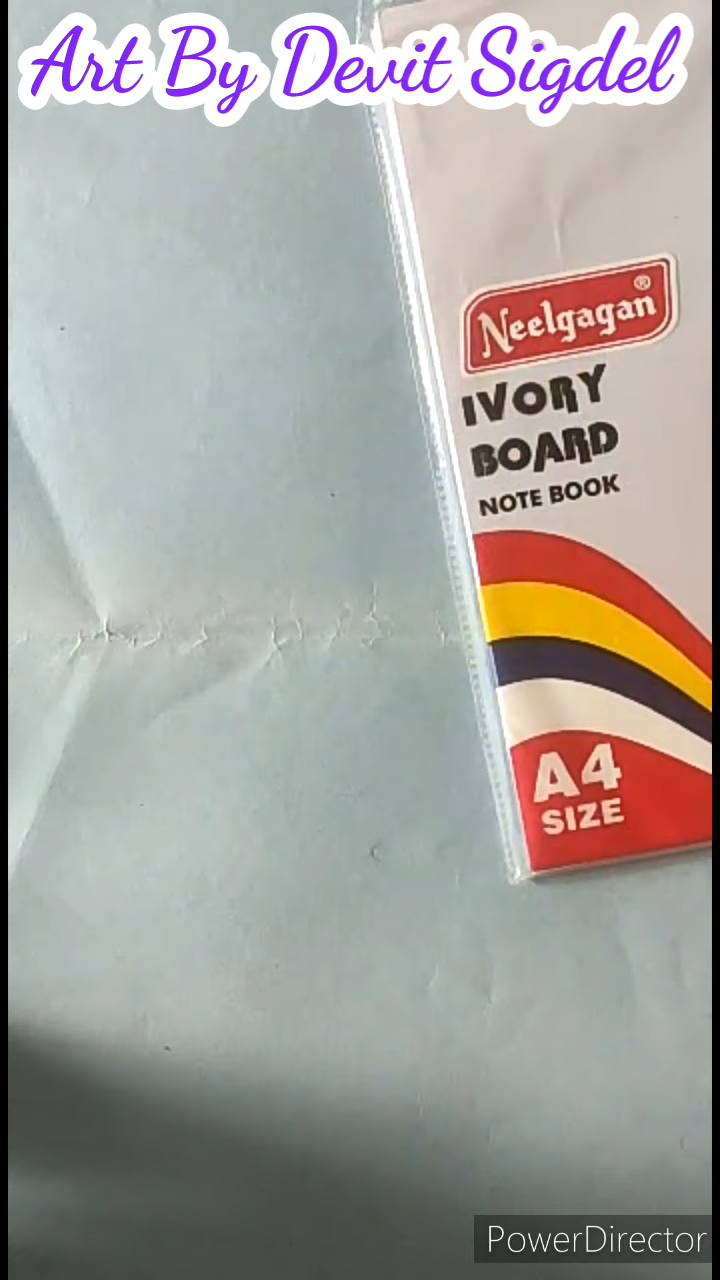 Art By Devit Sigdel
Neelgagan®
IVORY
BOARD
NOTE BOOK
A4
SIZE
PowerDirector